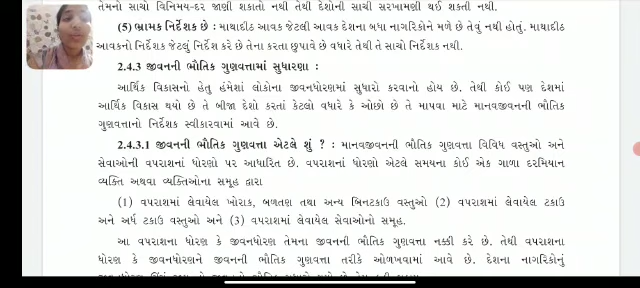 તેમનો સાચો વિનિમય-દર જાણી શકાતો નથી તેથી દેશોની સાચી સરખામણી થઈ શકતી નથી.
(5) ભ્રામક નિર્દેશક છે : માથાદીઠ આવક જેટલી આવક દેશના બધા નાગરિકોને મળે છે તેવું નથી હોતું. માથાદીઠ
આવકનો નિર્દેશક જેટલું નિર્દેશ કરે છે તેના કરતા છુપાવે છે વધારે તેથી તે સાચો નિર્દેશક નથી.
2.4.3 જીવનની ભૌતિક ગુણવત્તામાં સુધારણા :
આર્થિક વિકાસનો હેતુ હંમેશાં લોકોના જીવનધોરણમાં સુધારો કરવાનો હોય છે. તેથી કોઈ પણ દેશમાં
આર્થિક વિકાસ થયો છે તે બીજા દેશો કરતાં કેટલો વધારે કે ઓછો છે તે માપવા માટે માનવજીવનની ભૌતિક
ગુણવત્તાનો નિર્દેશક સ્વીકારવામાં આવે છે.
2.4.3.1 જીવનની ભૌતિક ગુણવત્તા એટલે શું ? : માનવજીવનની ભૌતિક ગુણવત્તા વિવિધ વસ્તુઓ અને
સેવાઓની વપરાશનાં ધોરણો પર આધારિત છે. વપરાશનાં ધોરણો એટલે સમયના કોઈ એક ગાળા દરમિયાન
વ્યક્તિ અથવા વ્યક્તિઓના સમૂહ દ્વારા
(1) વપરાશમાં લેવાયેલ ખોરાક, બળતણ તથા અન્ય બિનટકાઉ વસ્તુઓ (2) વપરાશમાં લેવાયેલ ટકાઉ
અને અર્ધ ટકાઉ વસ્તુઓ અને (3) વપરાશમાં લેવાયેલ સેવાઓનો સમૂહ.
આ વપરાશના ધોરણ કે જીવનધોરણ તેમના જીવનની ભૌતિક ગુણવત્તા નક્કી કરે છે. તેથી વપરાશના
ધોરણ કે જીવનધોરણને જીવનની ભૌતિક ગુણવત્તા તરીકે ઓળખવામાં આવે છે. દેશના નાગરિકોનું